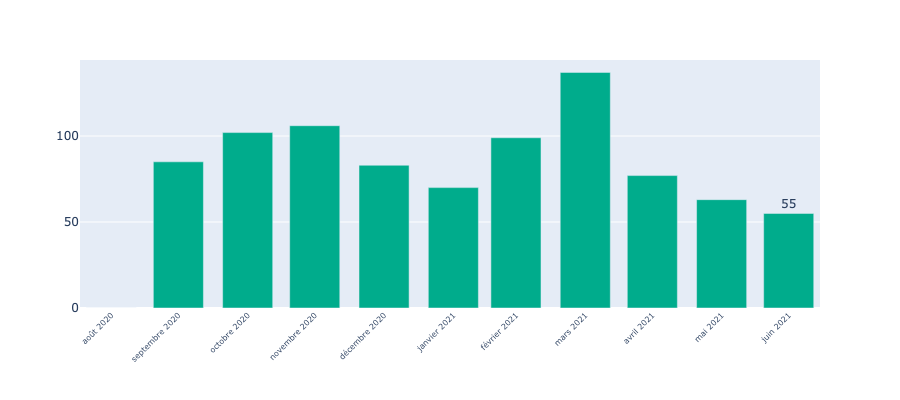 100
50
0
55
août 2020
septembre 2020
octobre 2020
novembre 2020
décembre 2020
janvier 2021
février 2021
mars 2021
avril 2021
mai 2021
juin 2021